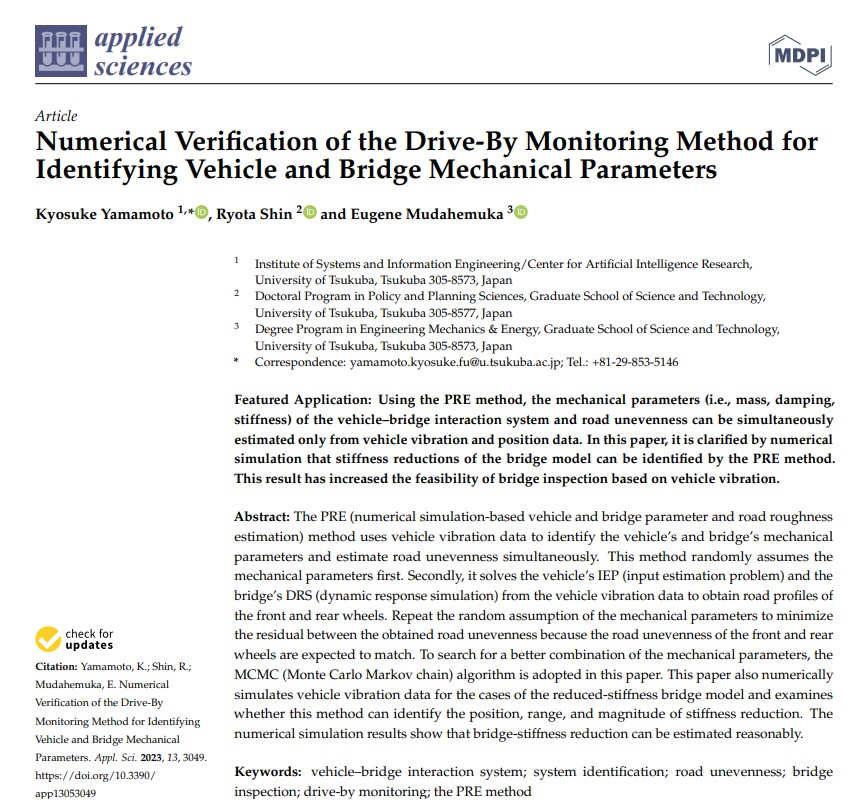 applied
sciences
MDPI
Article
Numerical Verification of the Drive-By Monitoring Method for
Identifying Vehicle and Bridge Mechanical Parameters
Kyosuke Yamamoto 1,*iD, Ryota Shin 2 iD and Eugene Mudahemuka 3 iD
1 Institute of Systems and Information Engineering/Center for Artificial Intelligence Research,
University of Tsukuba, Tsukuba 305-8573, Japan
2 Doctoral Program in Policy and Planning Sciences, Graduate School of Science and Technology,
University of Tsukuba, Tsukuba 305-8577, Japan
3 Degree Program in Engineering Mechanics & Energy, Graduate School of Science and Technology,
University of Tsukuba, Tsukuba 305-8573, Japan
* Correspondence: yamamoto.kyosuke.fu@u.tsukuba.ac.jp; Tel.: +81-29-853-5146
Featured Application: Using the PRE method, the mechanical parameters (i.e., mass, damping,
stiffness) of the vehicle–bridge interaction system and road unevenness can be simultaneously
estimated only from vehicle vibration and position data. In this paper, it is clarified by numerical
simulation that stiffness reductions of the bridge model can be identified by the PRE method.
This result has increased the feasibility of bridge inspection based on vehicle vibration.
Abstract: The PRE (numerical simulation-based vehicle and bridge parameter and road roughness
estimation) method uses vehicle vibration data to identify the vehicle's and bridge's mechanical
parameters and estimate road unevenness simultaneously. This method randomly assumes the
mechanical parameters first. Secondly, it solves the vehicle's IEP (input estimation problem) and the
bridge's DRS (dynamic response simulation) from the vehicle vibration data to obtain road profiles of
the front and rear wheels. Repeat the random assumption of the mechanical parameters to minimize
the residual between the obtained road unevenness because the road unevenness of the front and rear
wheels are expected to match. To search for a better combination of the mechanical parameters, the
MCMC (Monte Carlo Markov chain) algorithm is adopted in this paper. This paper also numerically
simulates vehicle vibration data for the cases of the reduced-stiffness bridge model and examines
whether this method can identify the position, range, and magnitude of stiffness reduction. The
numerical simulation results show that bridge-stiffness reduction can be estimated reasonably.
Keywords: vehicle–bridge interaction system; system identification; road unevenness; bridge
inspection; drive-by monitoring; the PRE method
check for
updates
Citation: Yamamoto, K.; Shin, R.;
Mudahemuka, E. Numerical
Verification of the Drive-By
Monitoring Method for Identifying
Vehicle and Bridge Mechanical
Parameters. Appl. Sci. 2023, 13, 3049.
https://doi.org/10.3390/
app13053049